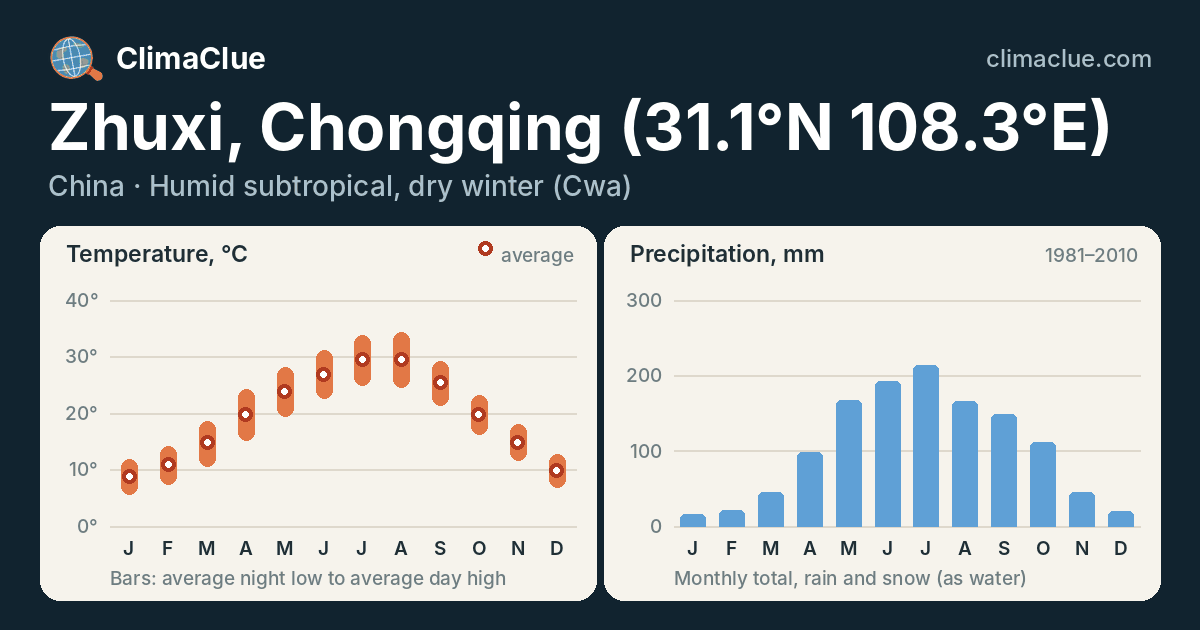 ClimaClue
climaclue.com
Zhuxi, Chongqing (31.1°N 108.3°E)
China · Humid subtropical, dry winter (Cwa)
Temperature, °C
average
40°
30°
20°
10°
0°
J F M A M J J A S O N D
Bars: average night low to average day high
Precipitation, mm
1981–2010
300
200
100
0
J F M A M J J A S O N D
Monthly total, rain and snow (as water)